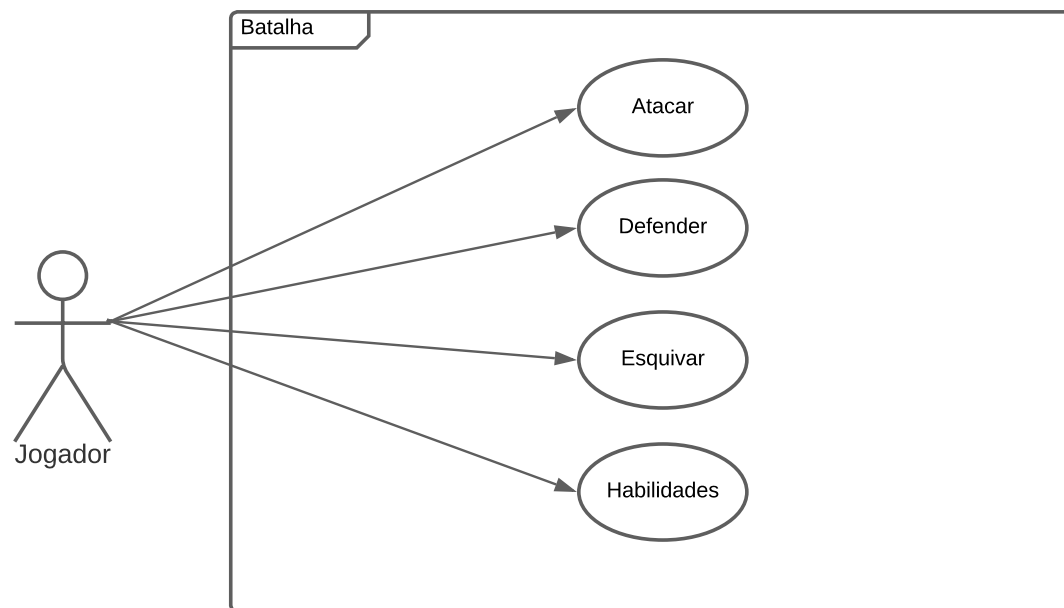 Batalha
Atacar
Defender
Esquivar
Habilidades
Jogador